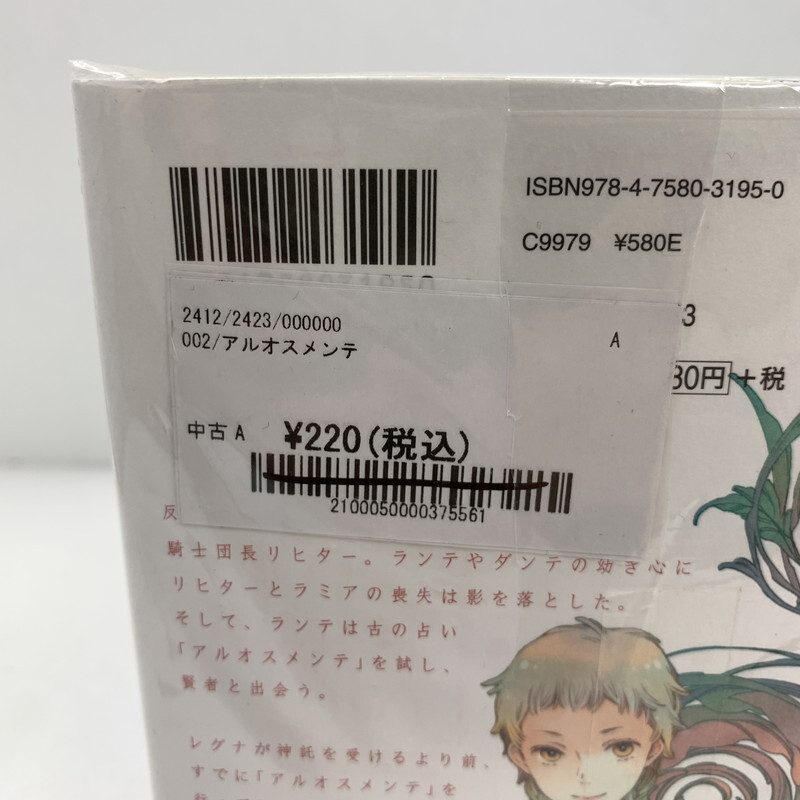 ISBN978-4-7580-3195-0
C9979 ¥580E
2412/2423/000000
002/アルオスメンテ
A
3
80円+税
中古 A ¥220(税込)
2100050000375561
反
騎士団長リヒター。ランテやダンテの幼き心に
リヒターとラミアの喪失は影を落とした。
そして、ランテは古の占い
「アルオスメンテ」を試し、
賢者と出会う。
レグナが神託を受けるより前、
すでに「アルオスメンテ」を